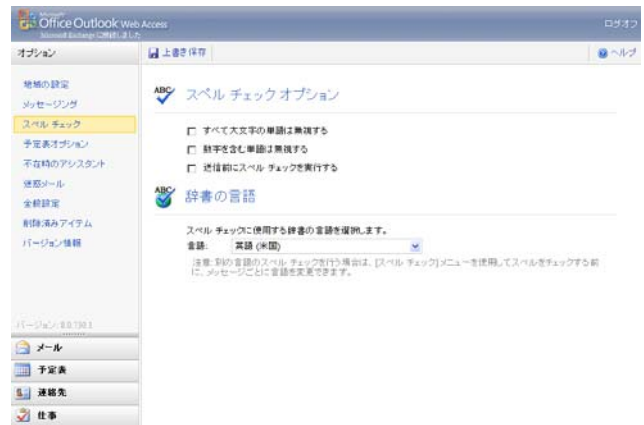 Microsoft
Office Outlook Web Access
Microsoft Exchange に接続しました
ログオフ
オプション
上書き保存
ヘルプ
地域の設定
メッセージング
スペル チェック
予定表オプション
不在時のアシスタント
迷惑メール
全般設定
削除済みアイテム
バージョン情報
バージョン: 8.0.730.1
メール
予定表
連絡先
仕事
ABC スペル チェック オプション
すべて大文字の単語は無視する
数字を含む単語は無視する
送信前にスペル チェックを実行する
ABC 辞書の言語
スペル チェックに使用する辞書の言語を選択します。
言語: 英語 (米国)
注意: 別の言語のスペル チェックを行う場合は、[スペル チェック]メニューを使用してスペルをチェックする前
に、メッセージごとに言語を変更できます。